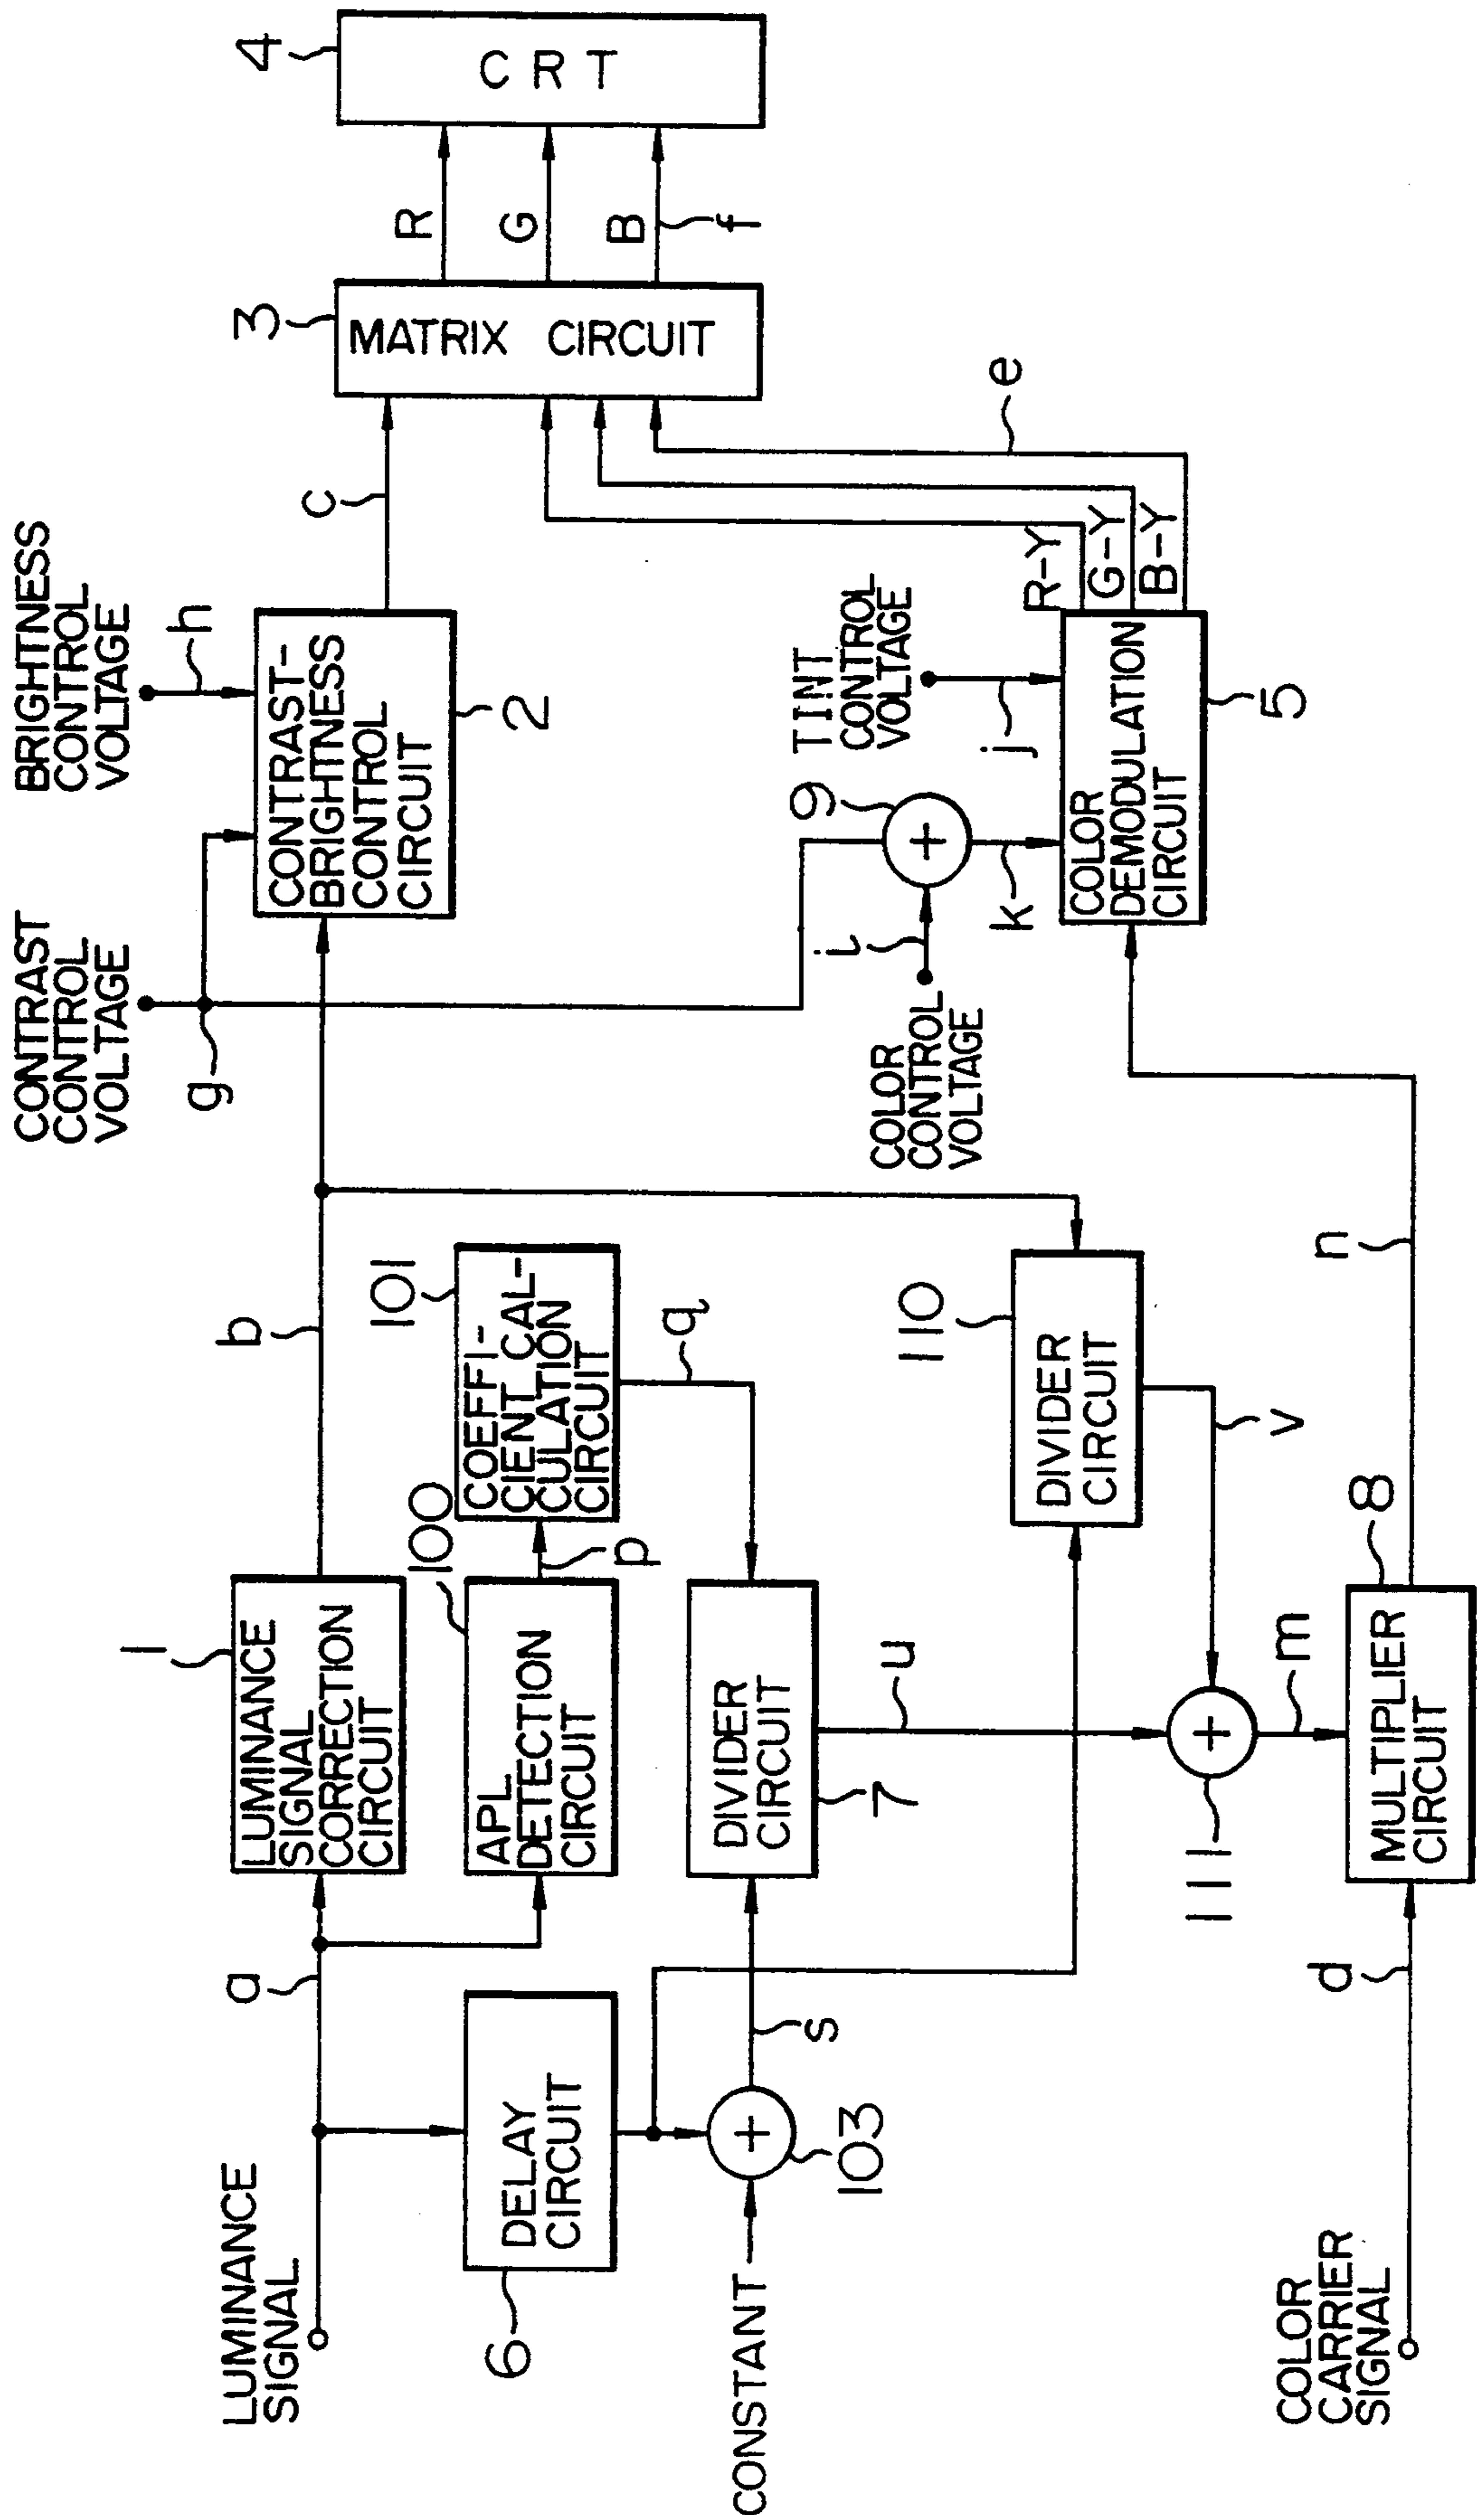 BRIGHTNESS
CONTROL
VOLTAGE
CONTRAST
CONTROL
VOLTAGE
h
g
LUMINANCE
SIGNAL
a
1
LUMINANCE
SIGNAL
CORRECTION
CIRCUIT
b
CONTRAST-
BRIGHTNESS
CONTROL
CIRCUIT
2
c
3
MATRIX CIRCUIT
R
G
B
f
4
CRT
6
DELAY
CIRCUIT
APL
DETECTION
CIRCUIT
100
p
COEFFI-
CIENT CAL-
CULATION
CIRCUIT
101
q
CONSTANT
103
s
DIVIDER
CIRCUIT
7
u
DIVIDER
CIRCUIT
110
v
COLOR
CONTROL
VOLTAGE
i
9
k
TINT
CONTROL
VOLTAGE
j
COLOR
DEMODULATION
CIRCUIT
5
R-Y
G-Y
B-Y
e
111
m
COLOR
CARRIER
SIGNAL
d
MULTIPLIER
CIRCUIT
8
n